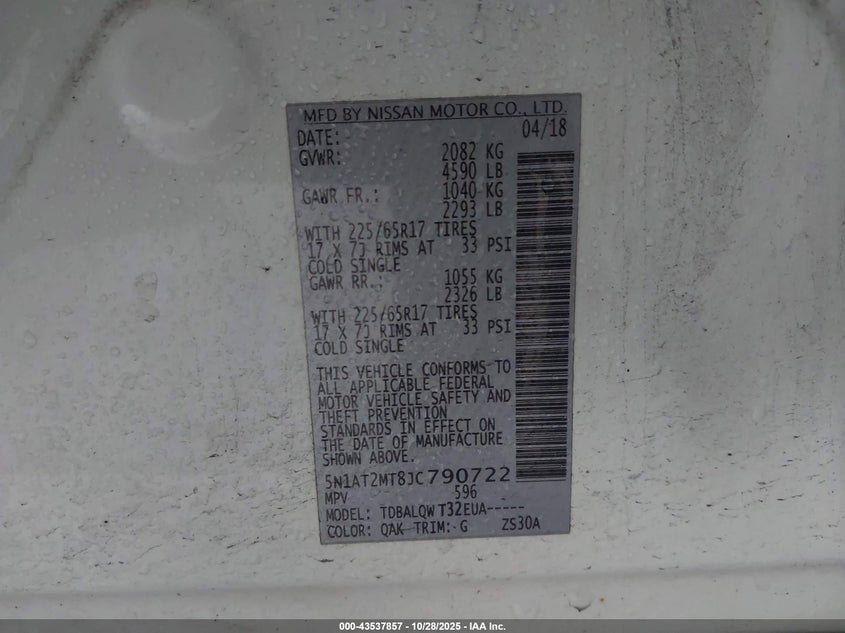 MFD BY NISSAN MOTOR CO., LTD.
DATE: 04/18
GVWR: 2082 KG
4590 LB
GAWR FR.: 1040 KG
2293 LB
WITH 225/65R17 TIRES
17 X 7J RIMS AT 33 PSI
COLD SINGLE
GAWR RR.: 1055 KG
2326 LB
WITH 225/65R17 TIRES
17 X 7J RIMS AT 33 PSI
COLD SINGLE
THIS VEHICLE CONFORMS TO
ALL APPLICABLE FEDERAL
MOTOR VEHICLE SAFETY AND
THEFT PREVENTION
STANDARDS IN EFFECT ON
THE DATE OF MANUFACTURE
SHOWN ABOVE.
5N1AT2MT8JC790722
MPV 596
MODEL: TDBALQWT32EUA-----
COLOR: QAK TRIM: G ZS30A
000-43537857 - 10/28/2025 - IAA Inc.